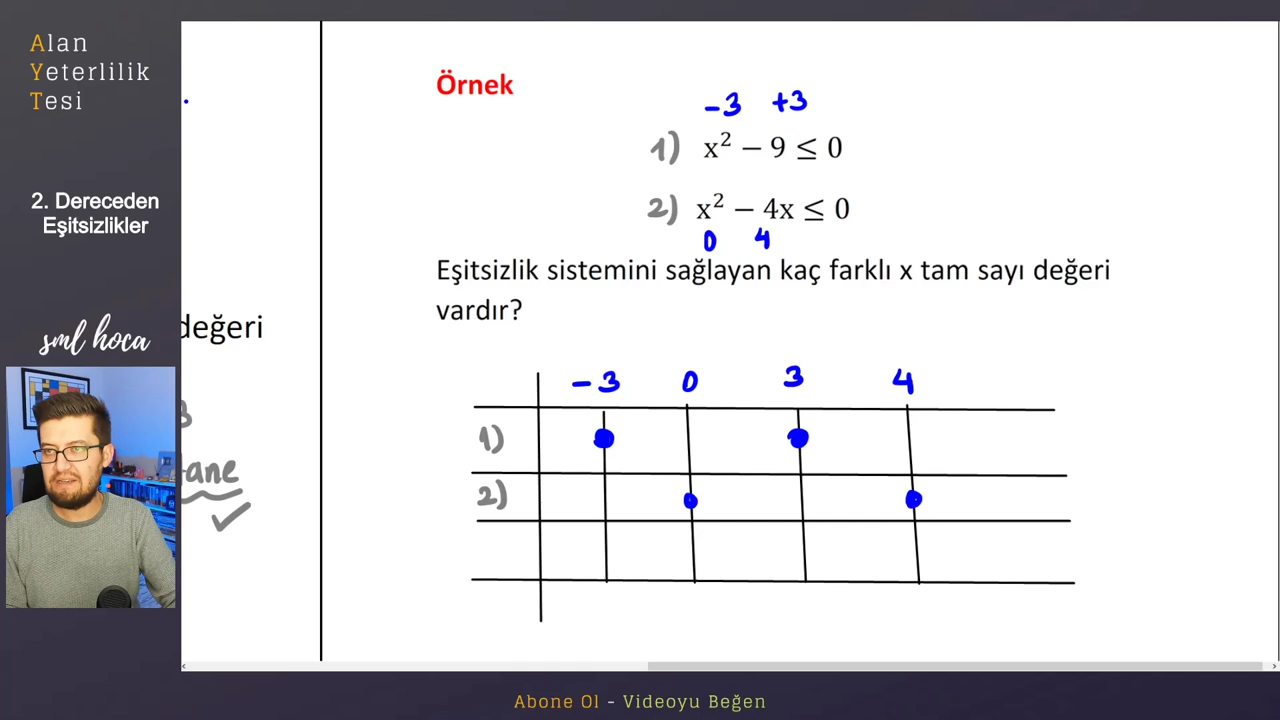 Alan
Yeterlilik
Tesi
2. Dereceden
Eşitsizlikler
sml hoca
değeri
3
tane
Örnek
-3 +3
1) x² − 9 ≤ 0
2) x² − 4x ≤ 0
0 4
Eşitsizlik sistemini sağlayan kaç farklı x tam sayı değeri
vardır?
-3 0 3 4
1)
2)
Abone Ol - Videoyu Beğen